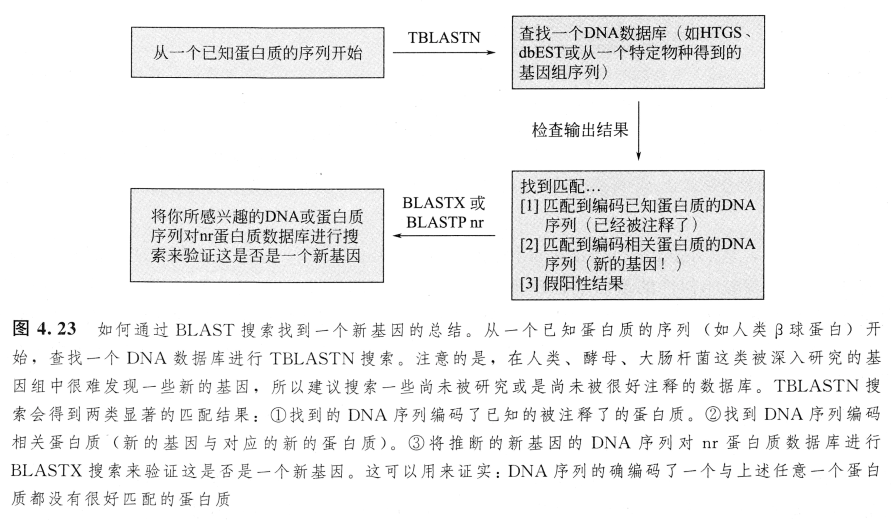 从一个已知蛋白质的序列开始
TBLASTN
查找一个DNA数据库（如HTGS、
dbEST或从一个特定物种得到的
基因组序列）
检查输出结果
找到匹配…
[1] 匹配到编码已知蛋白质的DNA
序列（已经被注释了）
[2] 匹配到编码相关蛋白质的DNA
序列（新的基因！）
[3] 假阳性结果
BLASTX 或
BLASTP nr
将你所感兴趣的DNA或蛋白质
序列对nr蛋白质数据库进行搜
索来验证这是否是一个新基因
图 4.23 如何通过 BLAST 搜索找到一个新基因的总结。从一个已知蛋白质的序列（如人类 β 球蛋白）开
始，查找一个 DNA 数据库进行 TBLASTN 搜索。注意的是，在人类、酵母、大肠杆菌这类被深入研究的基
因组中很难发现一些新的基因，所以建议搜索一些尚未被研究或是尚未被很好注释的数据库。TBLASTN 搜
索会得到两类显著的匹配结果：①找到的 DNA 序列编码了已知的被注释了的蛋白质。②找到 DNA 序列编码
相关蛋白质（新的基因与对应的新的蛋白质）。③将推断的新基因的 DNA 序列对 nr 蛋白质数据库进行
BLASTX 搜索来验证这是否是一个新基因。这可以用来证实：DNA 序列的确编码了一个与上述任意一个蛋白
质都没有很好匹配的蛋白质